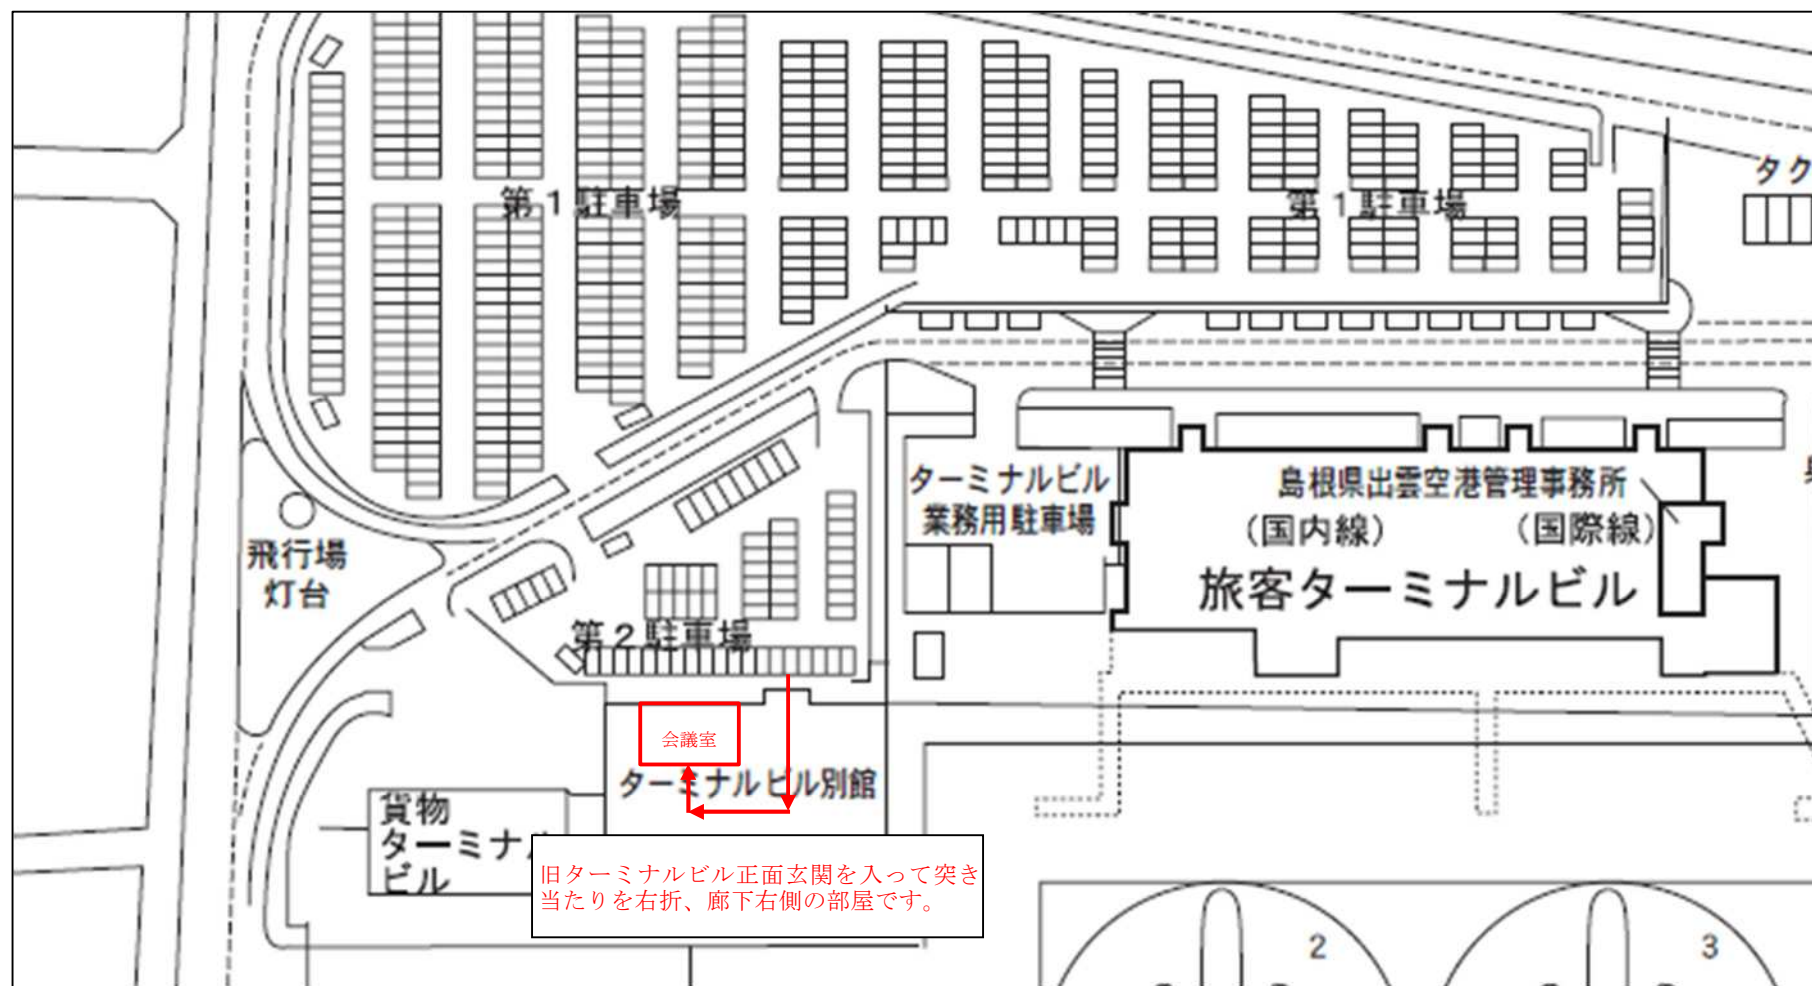 タク
第１駐車場
第１駐車場
ターミナルビル
業務用駐車場
島根県出雲空港管理事務所
（国内線）
（国際線）
旅客ターミナルビル
飛行場
灯台
第２駐車場
会議室
ターミナルビル別館
貨物
ターミナル
ビル
旧ターミナルビル正面玄関を入って突き
当たりを右折、廊下右側の部屋です。
2
3